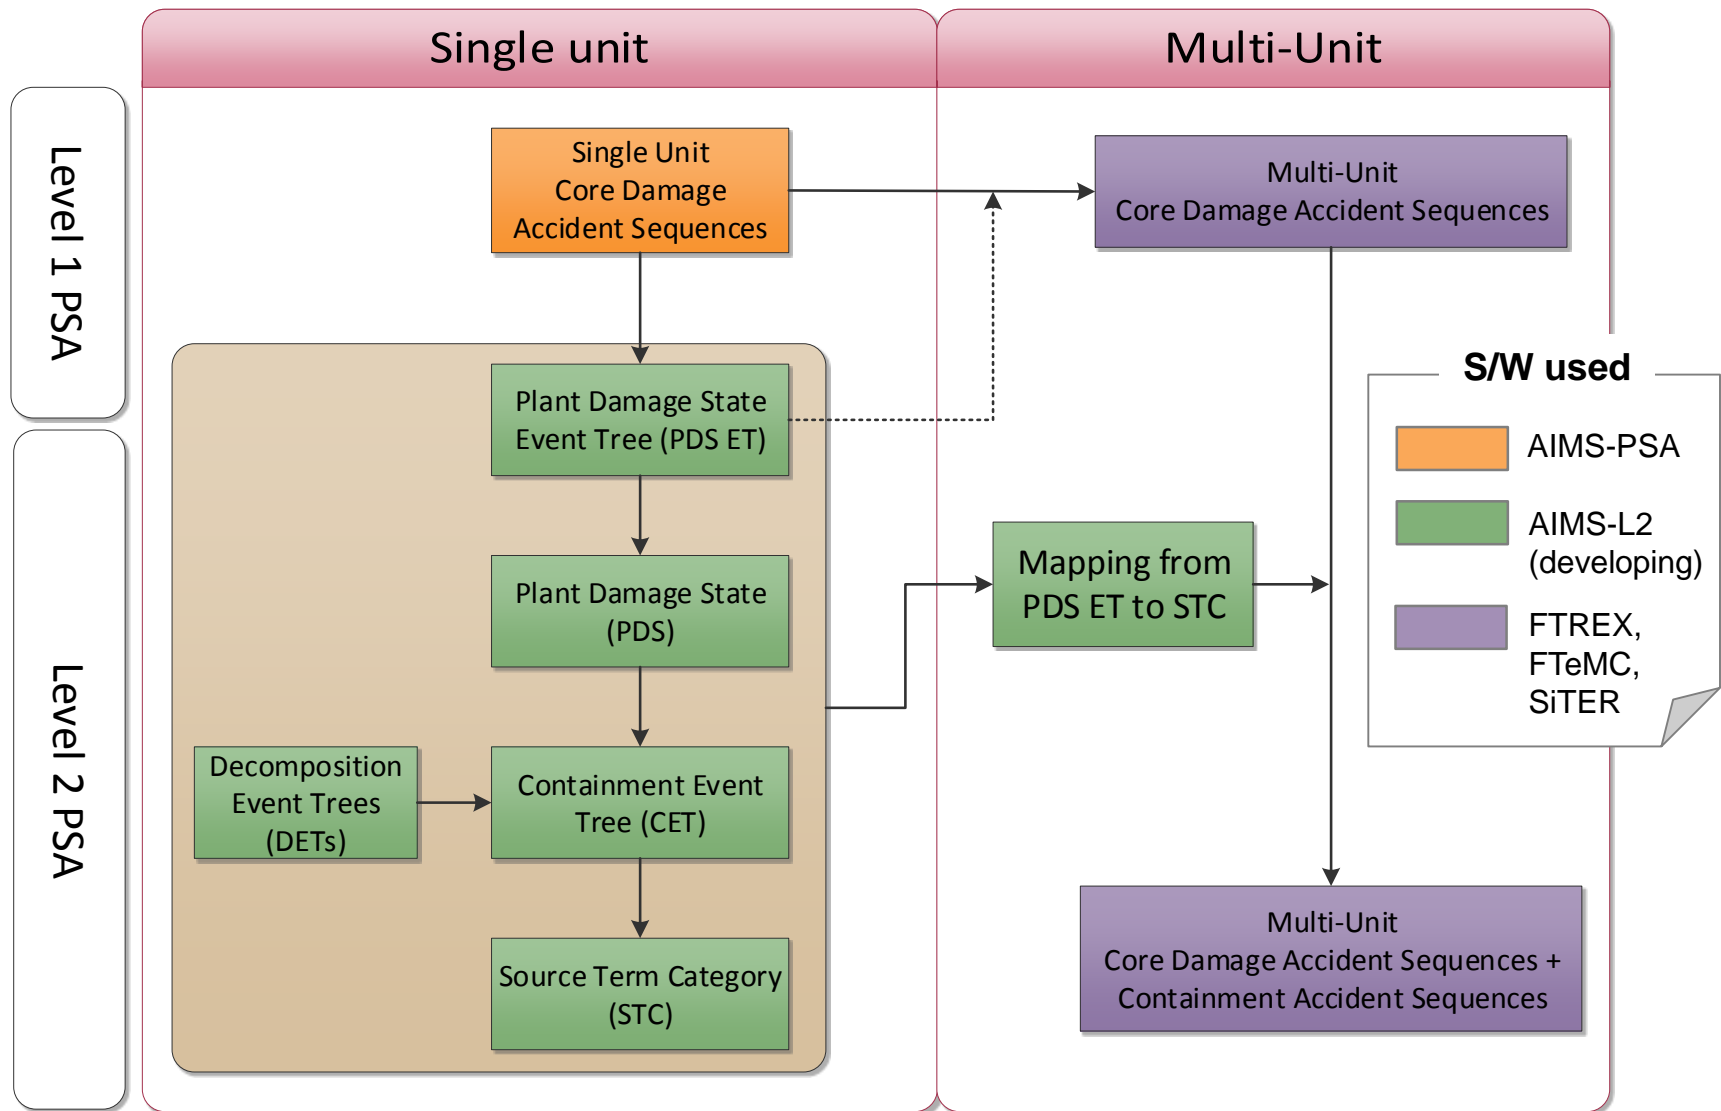 Single unit
Multi-Unit
Level 1 PSA
Single Unit
Core Damage
Accident Sequences
Multi-Unit
Core Damage Accident Sequences
Plant Damage State
Event Tree (PDS ET)
S/W used
AIMS-PSA
AIMS-L2
(developing)
FTREX,
FTeMC,
SiTER
Level 2 PSA
Plant Damage State
(PDS)
Mapping from
PDS ET to STC
Decomposition
Event Trees
(DETs)
Containment Event
Tree (CET)
Source Term Category
(STC)
Multi-Unit
Core Damage Accident Sequences +
Containment Accident Sequences